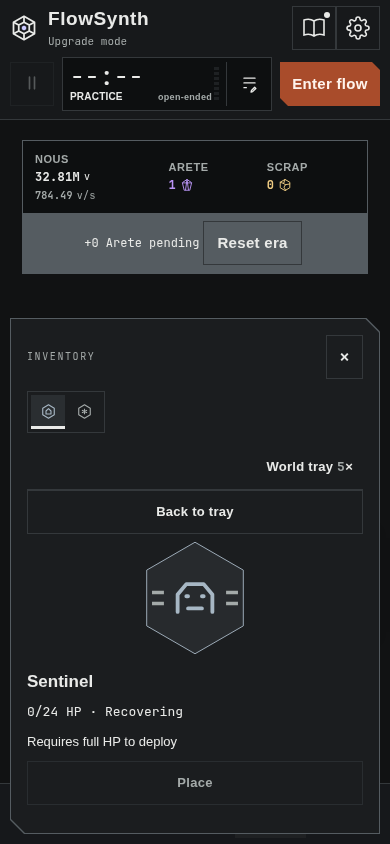 FlowSynth
Upgrade mode
--:--
PRACTICE open-ended
Enter flow
NOUS
32.81M v
784.49 v/s
ARETE
1
SCRAP
0
+0 Arete pending
Reset era
INVENTORY
×
World tray 5×
Back to tray
Sentinel
0/24 HP · Recovering
Requires full HP to deploy
Place